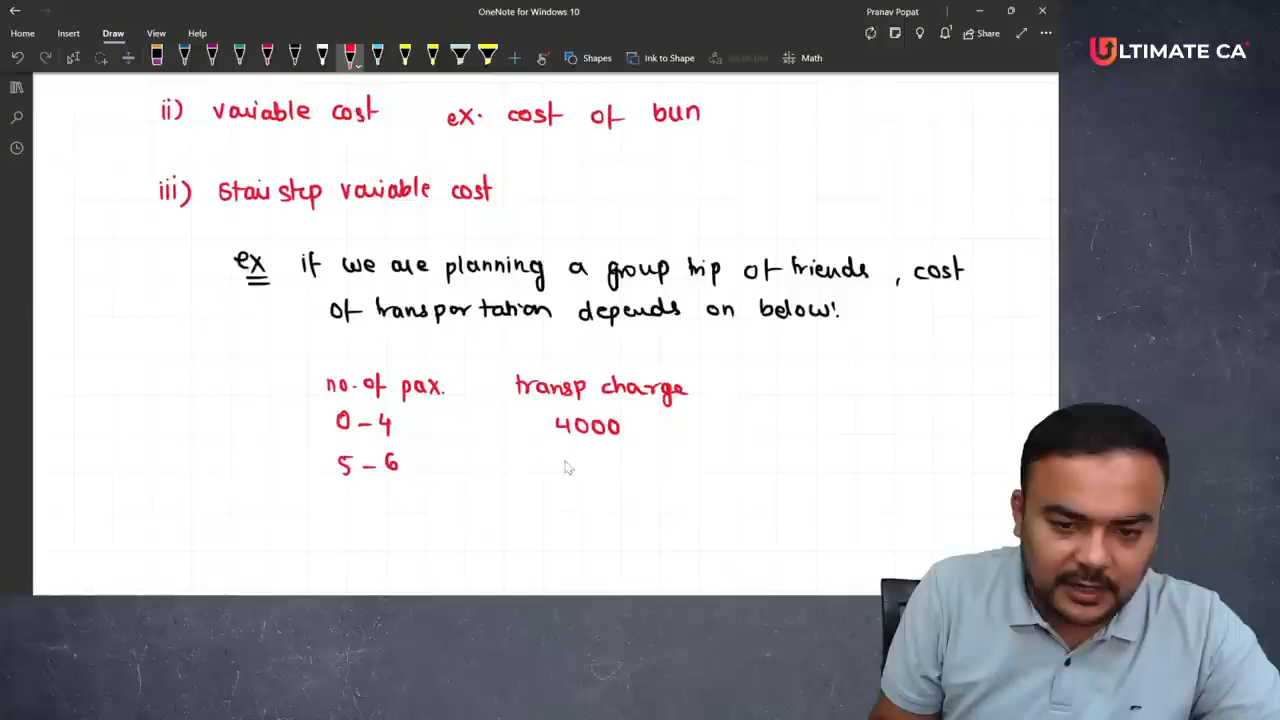 OneNote for Windows 10
Pranav Popat
Home Insert Draw View Help
Share
Shapes
Ink to Shape
Math
ULTIMATE CA
ii) variable cost ex. cost of bun
iii) stair step variable cost
ex if we are planning a group trip of friends, cost
of transportation depends on below:
no. of pax. transp charge
0-4 4000
5-6